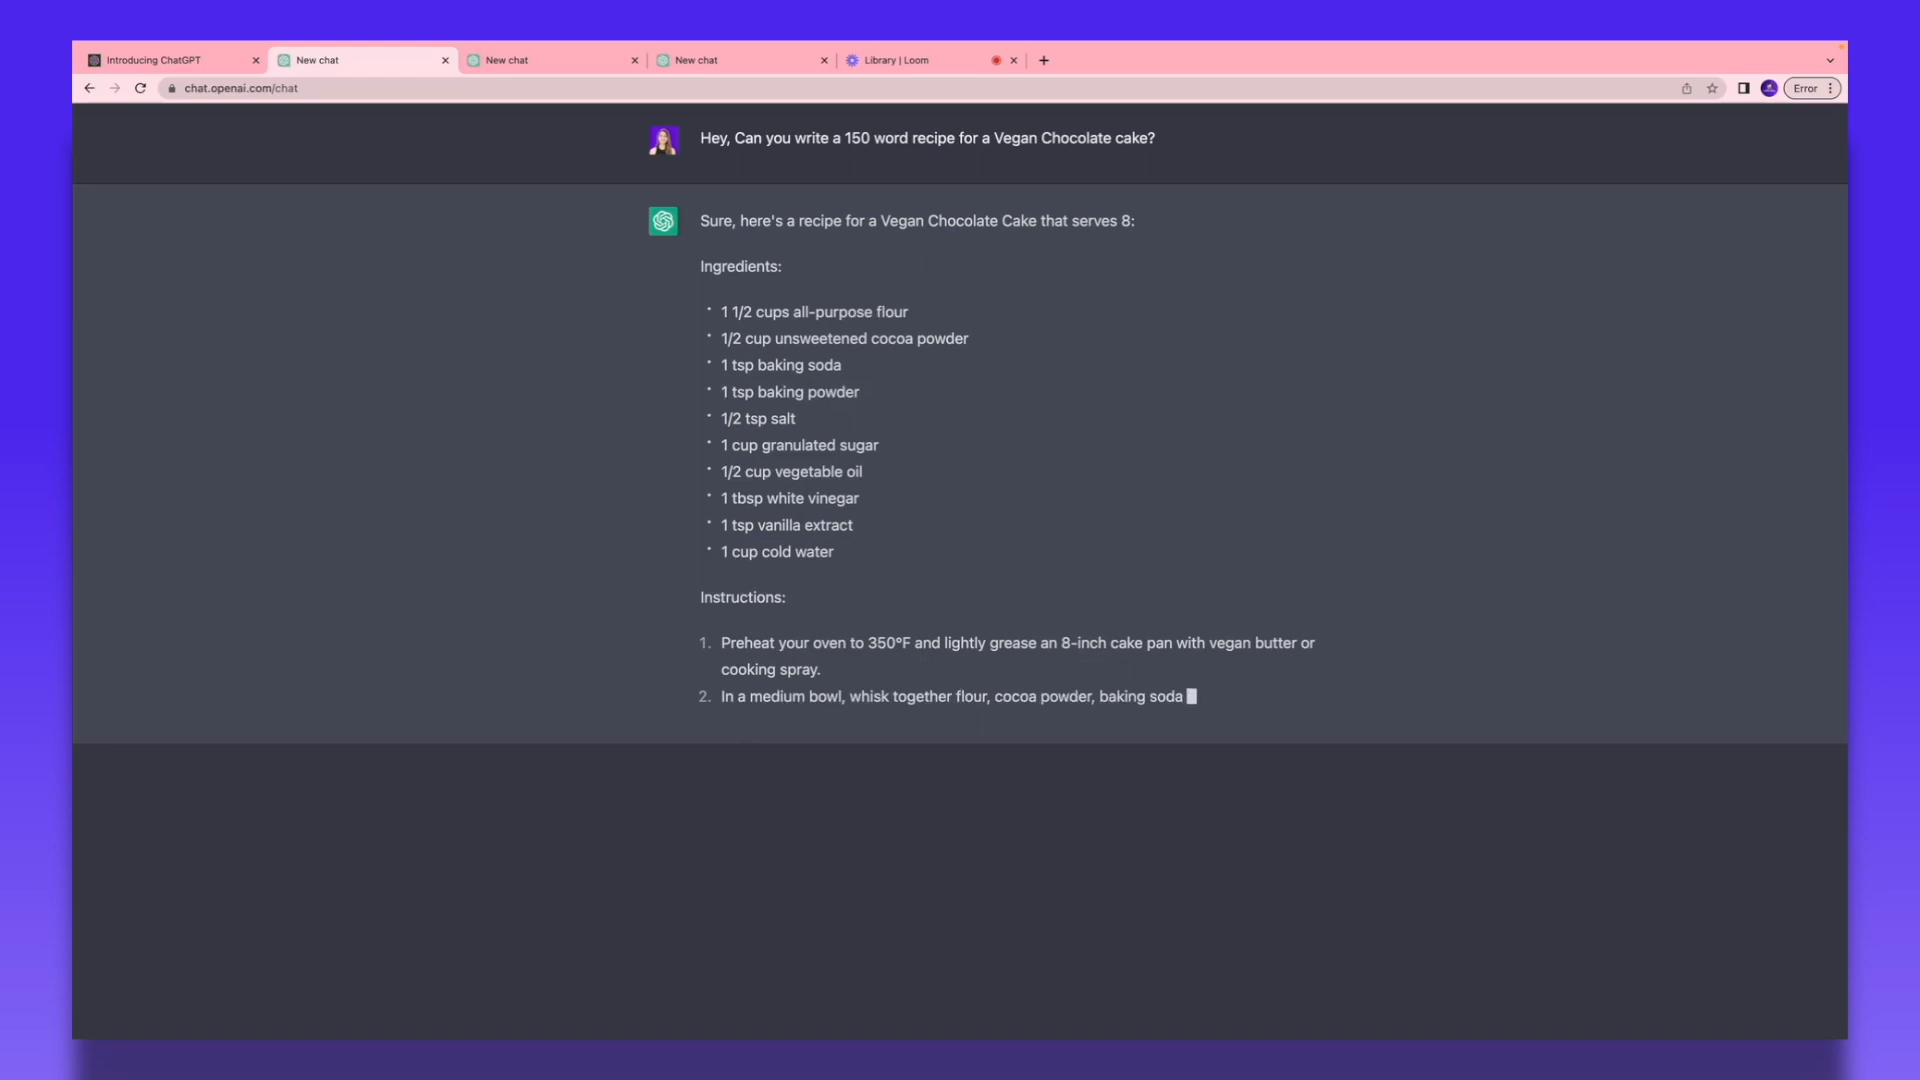 Introducing ChatGPT
New chat
New chat
New chat
Library | Loom
chat.openai.com/chat
Error
Hey, Can you write a 150 word recipe for a Vegan Chocolate cake?
Sure, here's a recipe for a Vegan Chocolate Cake that serves 8:
Ingredients:
• 1 1/2 cups all-purpose flour
• 1/2 cup unsweetened cocoa powder
• 1 tsp baking soda
• 1 tsp baking powder
• 1/2 tsp salt
• 1 cup granulated sugar
• 1/2 cup vegetable oil
• 1 tbsp white vinegar
• 1 tsp vanilla extract
• 1 cup cold water
Instructions:
1. Preheat your oven to 350°F and lightly grease an 8-inch cake pan with vegan butter or
cooking spray.
2. In a medium bowl, whisk together flour, cocoa powder, baking soda